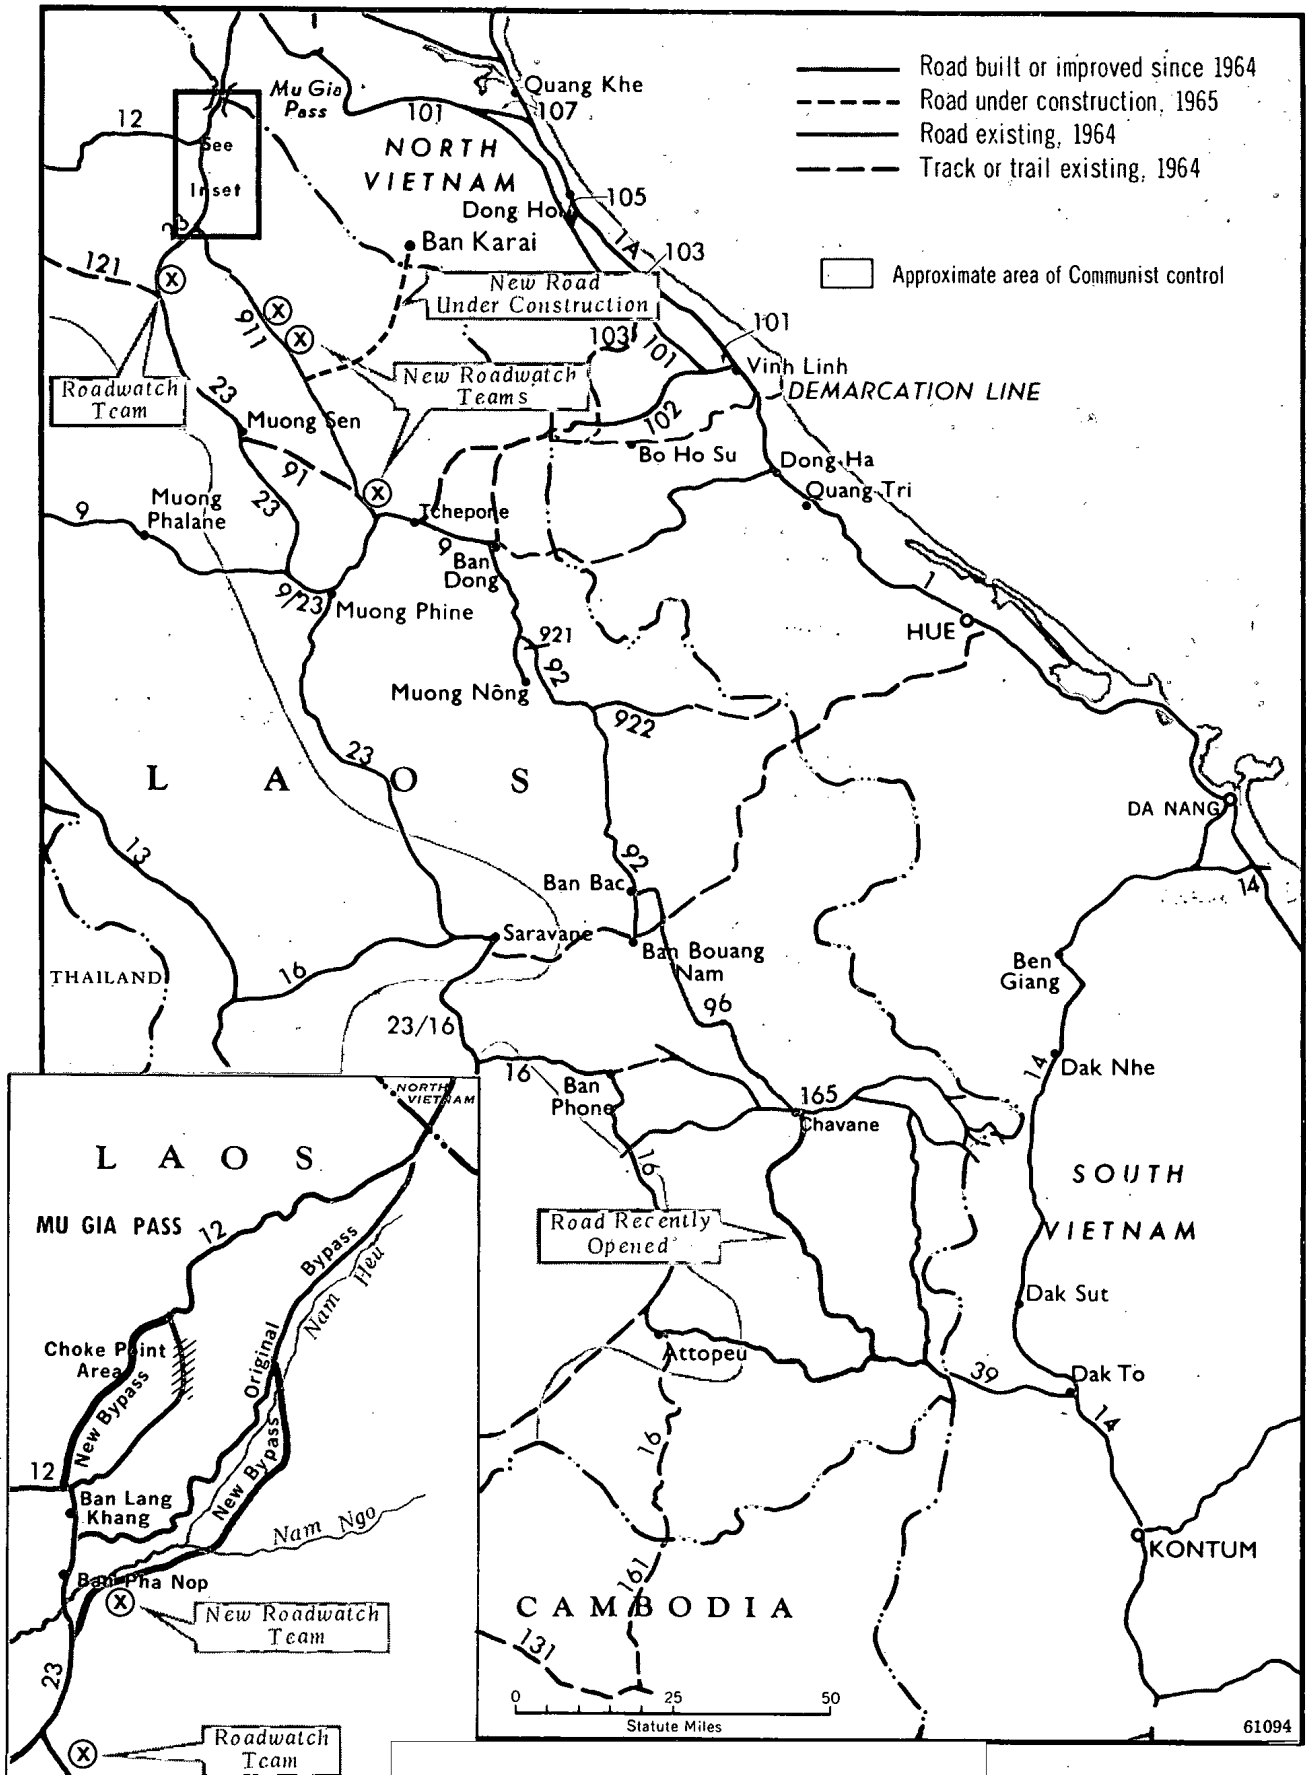 Road built or improved since 1964
Road under construction, 1965
Road existing, 1964
Track or trail existing, 1964
Approximate area of Communist control
Mu Gia
Pass
Quang Khe
107
101
12
See
Inset
NORTH
VIETNAM
105
Dong Hoi
1A
103
23
Ban Karai
121
New Road
Under Construction
911
103
101
101
Vinh Linh
DEMARCATION LINE
Roadwatch
Team
New Roadwatch
Teams
23
Muong Sen
102
Bo Ho Su
Dong Ha
Quang Tri
91
23
Muong
Phalane
9
Tchepone
9
Ban
Dong
9/23
Muong Phine
1
HUE
921
92
Muong Nông
922
23
LAOS
DA NANG
13
92
Ban Bac
14
Saravane
Ban Bouang
Nam
Ben
Giang
THAILAND
16
96
23/16
14
Dak Nhe
16
Ban
Phone
165
Chavane
16
SOUTH
VIETNAM
Road Recently
Opened
Dak Sut
Attopeu
39
Dak To
14
16
KONTUM
161
CAMBODIA
131
0 25 50
Statute Miles
61094
NORTH
VIETNAM
LAOS
MU GIA PASS
12
Bypass
Nam Heu
Original
Choke Point
Area
New Bypass
New Bypass
12
Ban Lang
Khang
Nam Ngo
Ban Pha Nop
New Roadwatch
Team
23
Roadwatch
Team